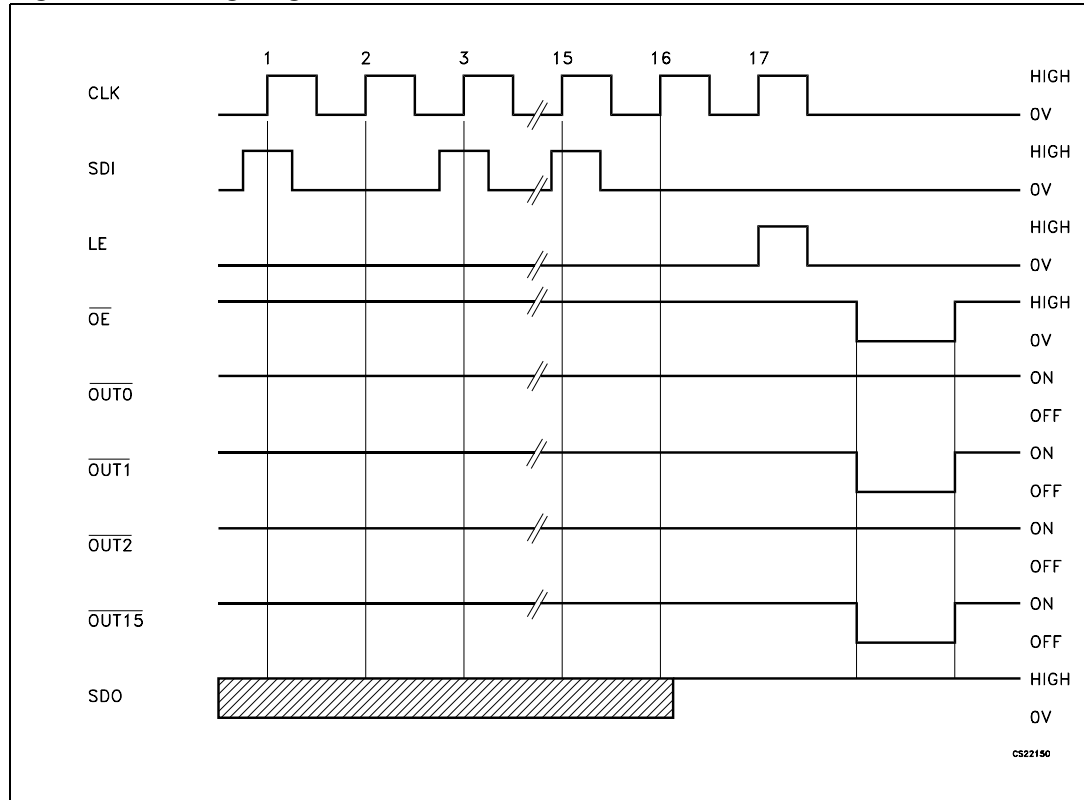 1 2 3 15 16 17
CLK HIGH
0V
SDI HIGH
0V
LE HIGH
0V
OE HIGH
0V
OUT0 ON
OFF
OUT1 ON
OFF
OUT2 ON
OFF
OUT15 ON
OFF
SDO HIGH
0V
CS22150